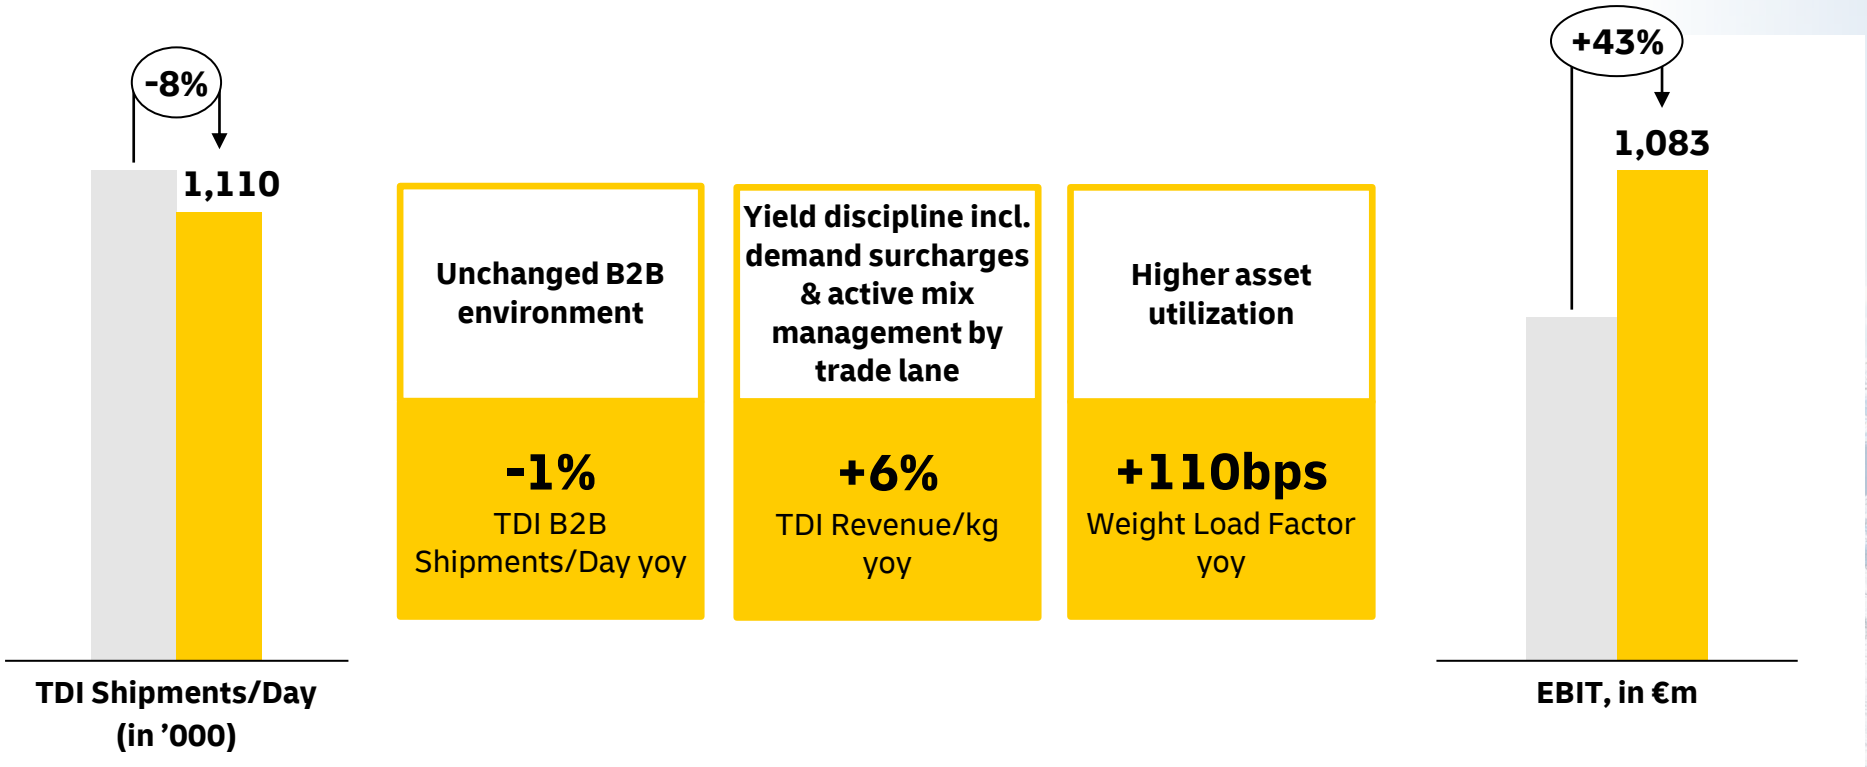 -8%
1,110
TDI Shipments/Day
(in ’000)
Unchanged B2B
environment
-1%
TDI B2B
Shipments/Day yoy
Yield discipline incl.
demand surcharges
& active mix
management by
trade lane
+6%
TDI Revenue/kg
yoy
Higher asset
utilization
+110bps
Weight Load Factor
yoy
+43%
1,083
EBIT, in €m